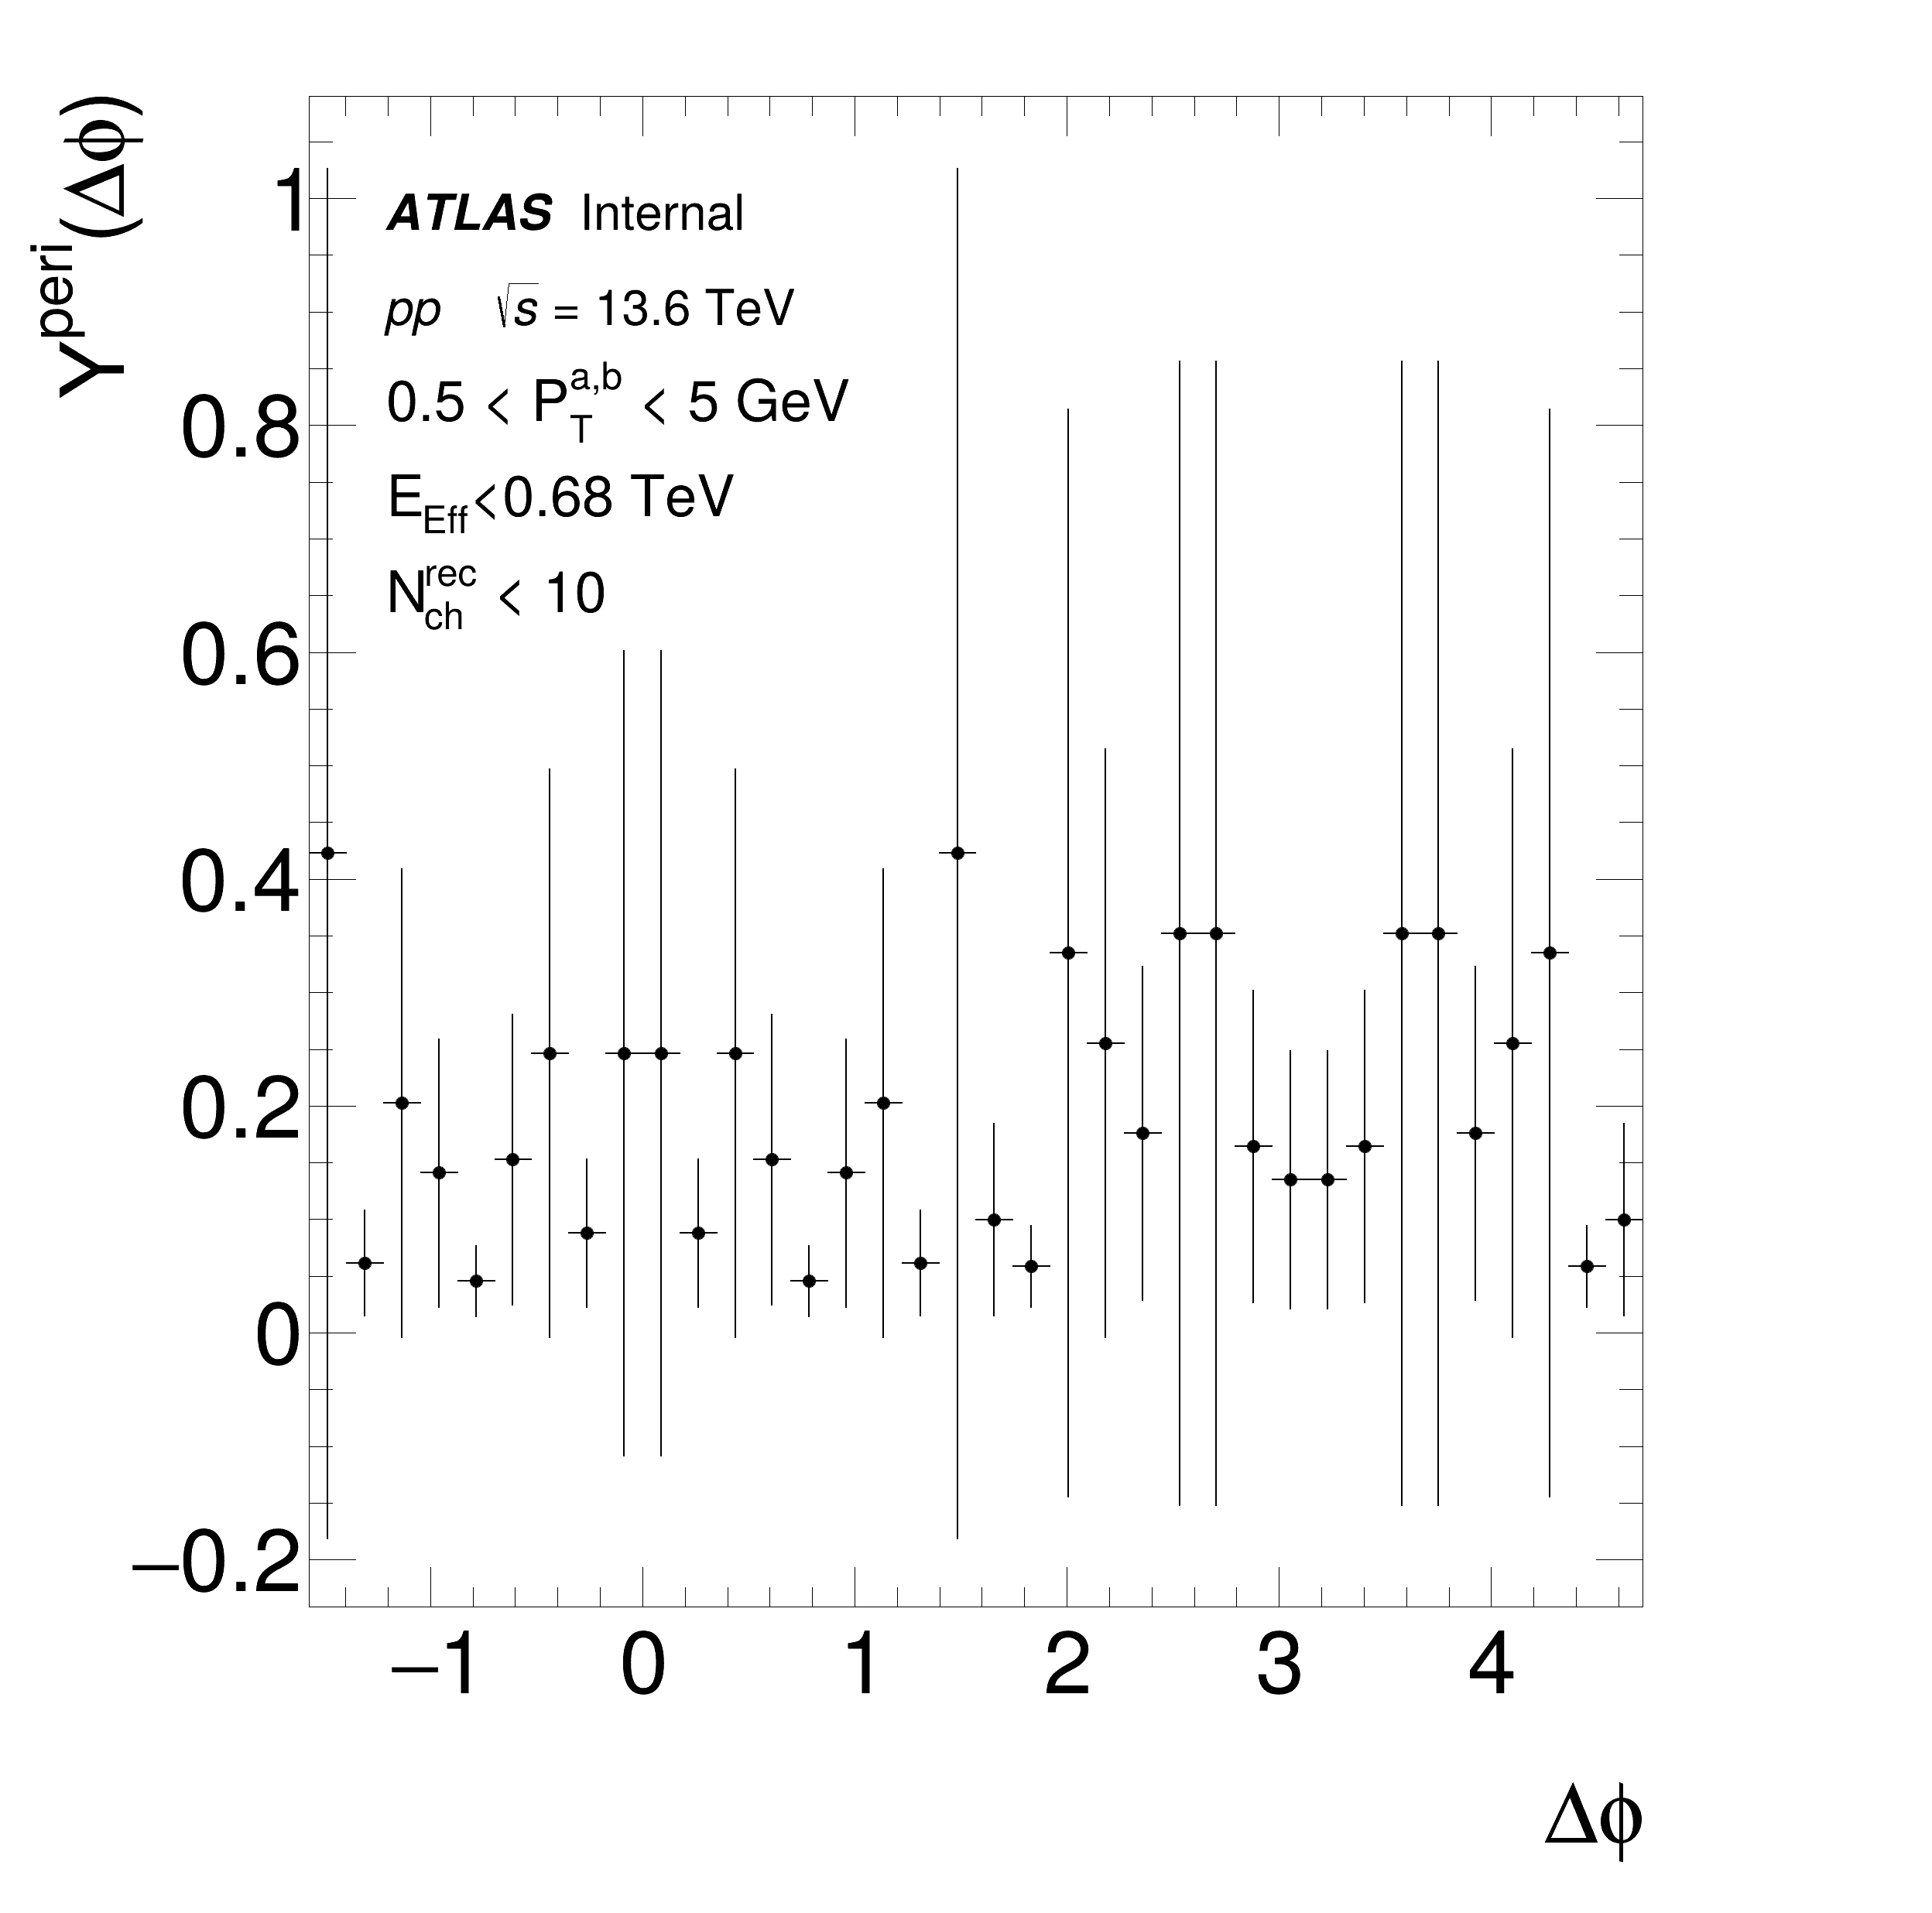 Y^peri(Δϕ)
1
ATLAS Internal
pp √s = 13.6 TeV
0.5 < P_T^a,b < 5 GeV
0.8
E_Eff<0.68 TeV
N_ch^rec < 10
0.6
0.4
0.2
0
−0.2
−1 0 1 2 3 4
Δϕ